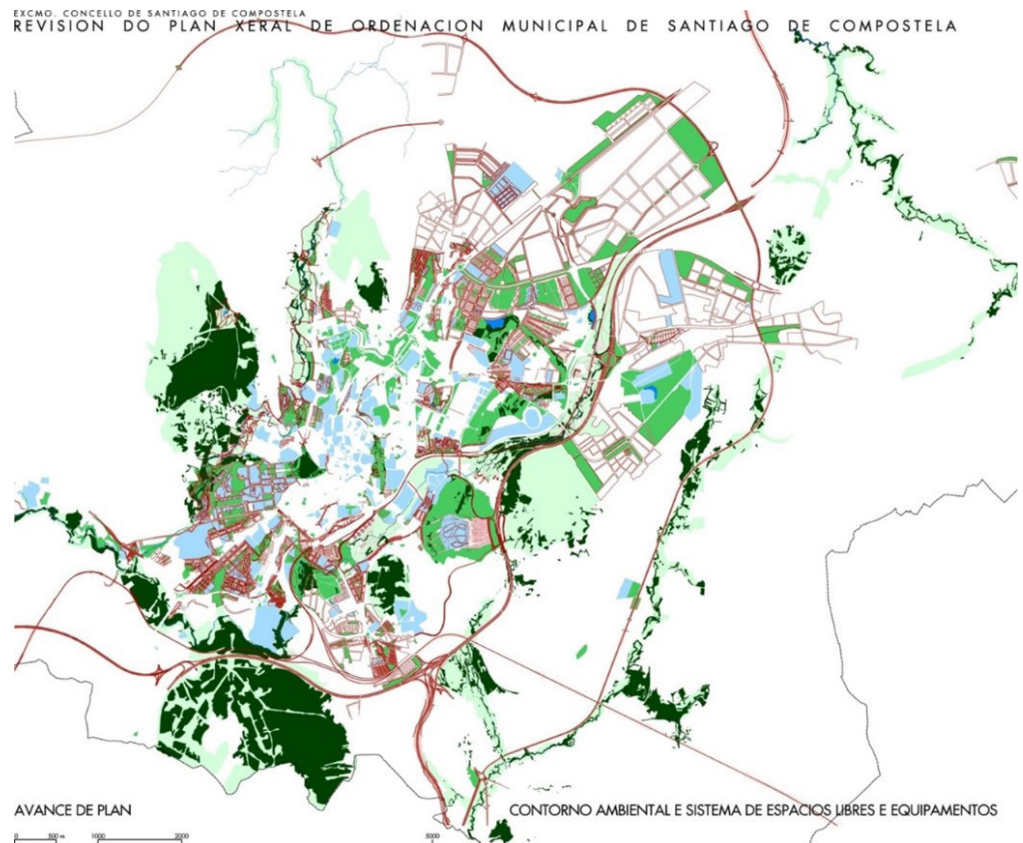 EXCMO. CONCELLO DE SANTIAGO DE COMPOSTELA
REVISION DO PLAN XERAL DE ORDENACION MUNICIPAL DE SANTIAGO DE COMPOSTELA
AVANCE DE PLAN
CONTORNO AMBIENTAL E SISTEMA DE ESPACIOS LIBRES E EQUIPAMENTOS
0 500 m 1000 2000 5000